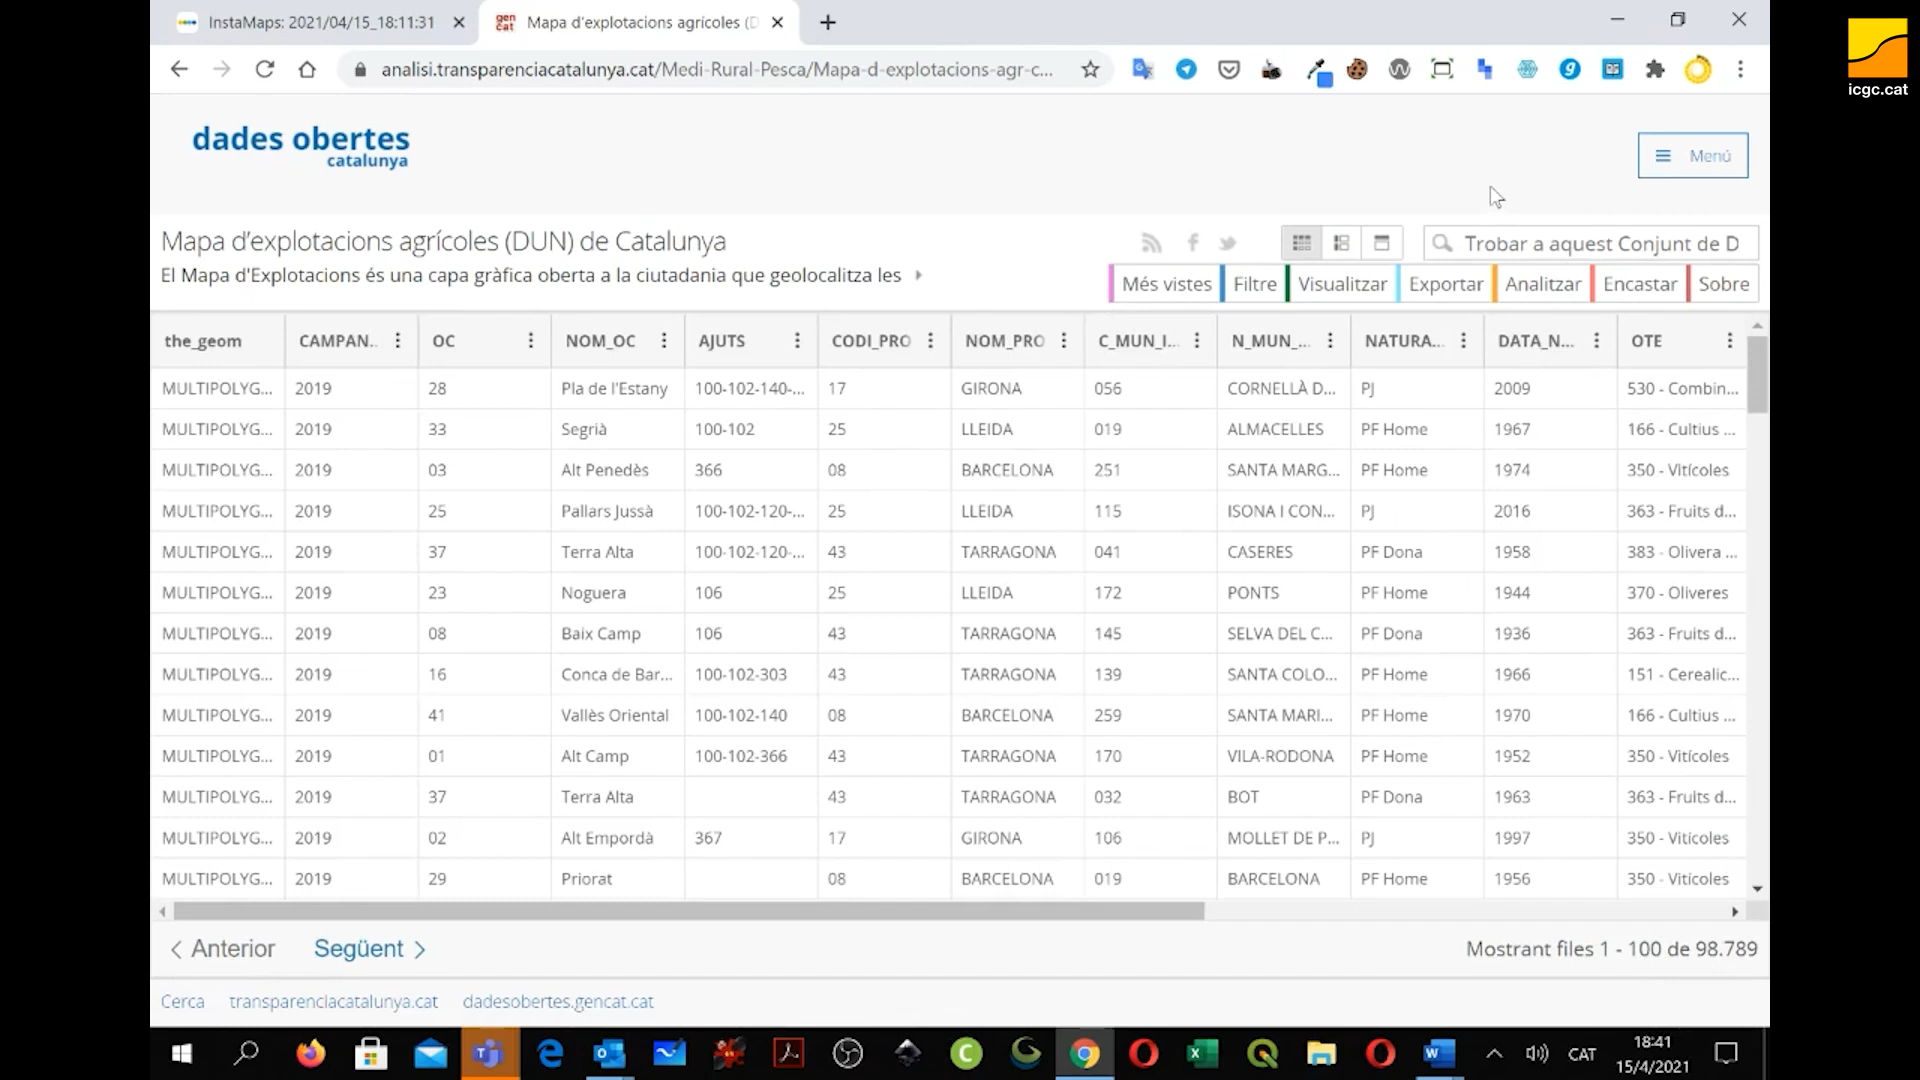 InstaMaps: 2021/04/15_18:11:31
gen cat
Mapa d'explotacions agrícoles (D
icgc.cat
analisi.transparenciacatalunya.cat/Medi-Rural-Pesca/Mapa-d-explotacions-agr-c...
dades obertes
catalunya
Menú
Mapa d’explotacions agrícoles (DUN) de Catalunya
Trobar a aquest Conjunt de D
El Mapa d'Explotacions és una capa gràfica oberta a la ciutadania que geolocalitza les
Més vistes Filtre Visualitzar Exportar Analitzar Encastar Sobre
the_geom CAMPAN... OC NOM_OC AJUTS CODI_PRO NOM_PRO C_MUN_I... N_MUN_... NATURA... DATA_N... OTE
MULTIPOLYG... 2019 28 Pla de l'Estany 100-102-140-... 17 GIRONA 056 CORNELLÀ D... PJ 2009 530 - Combin...
MULTIPOLYG... 2019 33 Segrià 100-102 25 LLEIDA 019 ALMACELLES PF Home 1967 166 - Cultius ...
MULTIPOLYG... 2019 03 Alt Penedès 366 08 BARCELONA 251 SANTA MARG... PF Home 1974 350 - Vitícoles
MULTIPOLYG... 2019 25 Pallars Jussà 100-102-120-... 25 LLEIDA 115 ISONA I CON... PJ 2016 363 - Fruits d...
MULTIPOLYG... 2019 37 Terra Alta 100-102-120-... 43 TARRAGONA 041 CASERES PF Dona 1958 383 - Olivera ...
MULTIPOLYG... 2019 23 Noguera 106 25 LLEIDA 172 PONTS PF Home 1944 370 - Oliveres
MULTIPOLYG... 2019 08 Baix Camp 106 43 TARRAGONA 145 SELVA DEL C... PF Dona 1936 363 - Fruits d...
MULTIPOLYG... 2019 16 Conca de Bar... 100-102-303 43 TARRAGONA 139 SANTA COLO... PF Home 1966 151 - Cerealic...
MULTIPOLYG... 2019 41 Vallès Oriental 100-102-140 08 BARCELONA 259 SANTA MARI... PF Home 1970 166 - Cultius ...
MULTIPOLYG... 2019 01 Alt Camp 100-102-366 43 TARRAGONA 170 VILA-RODONA PF Home 1952 350 - Vitícoles
MULTIPOLYG... 2019 37 Terra Alta 43 TARRAGONA 032 BOT PF Dona 1963 363 - Fruits d...
MULTIPOLYG... 2019 02 Alt Empordà 367 17 GIRONA 106 MOLLET DE P... PJ 1997 350 - Vitícoles
MULTIPOLYG... 2019 29 Priorat 08 BARCELONA 019 BARCELONA PF Home 1956 350 - Vitícoles
Anterior Següent Mostrant files 1 - 100 de 98.789
Cerca transparenciacatalunya.cat dadesobertes.gencat.cat
CAT
18:41
15/4/2021